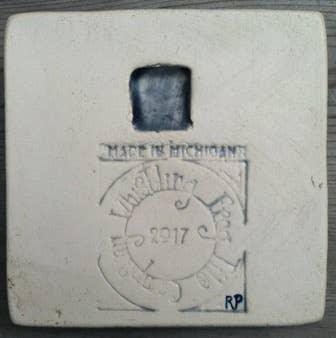 MADE IN MICHIGAN
Whistling Frog Tile Company
2017
RP